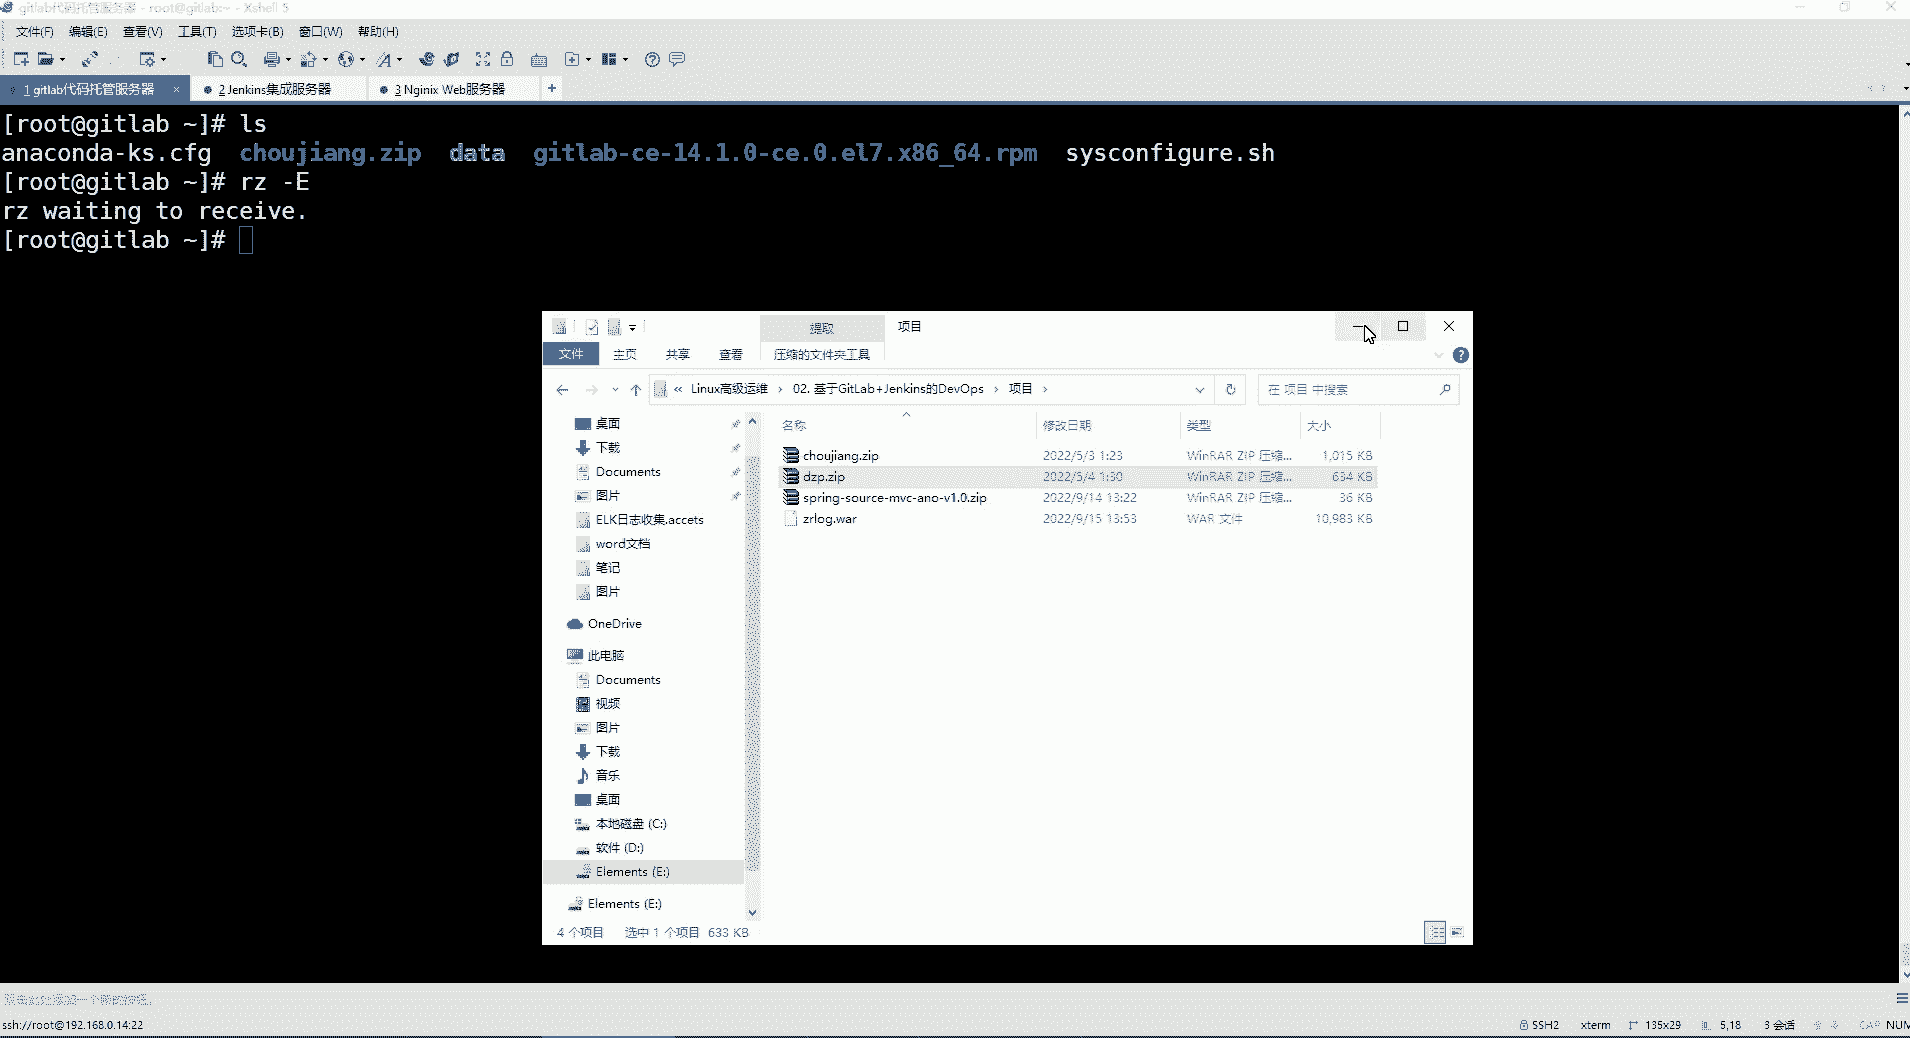 gitlab代码托管服务器 - root@gitlab:~ - Xshell 5
文件(F) 编辑(E) 查看(V) 工具(T) 选项卡(B) 窗口(W) 帮助(H)
1 gitlab代码托管服务器 × 2 Jenkins集成服务器 3 Nginix Web服务器 +
[root@gitlab ~]# ls
anaconda-ks.cfg choujiang.zip data gitlab-ce-14.1.0-ce.0.el7.x86_64.rpm sysconfigure.sh
[root@gitlab ~]# rz -E
rz waiting to receive.
[root@gitlab ~]#
提取 项目
文件 主页 共享 查看 压缩的文件夹工具
« Linux高级运维 › 02. 基于GitLab+Jenkins的DevOps › 项目 ›
在 项目 中搜索
名称 修改日期 类型 大小
choujiang.zip 2022/5/3 1:23 WinRAR ZIP 压缩... 1,015 KB
dzp.zip 2022/5/4 1:30 WinRAR ZIP 压缩... 634 KB
spring-source-mvc-ano-v1.0.zip 2022/9/14 13:22 WinRAR ZIP 压缩... 36 KB
zrlog.war 2022/9/15 13:53 WAR 文件 10,983 KB
桌面
下载
Documents
图片
ELK日志收集.accets
word文档
笔记
图片
OneDrive
此电脑
Documents
视频
图片
下载
音乐
桌面
本地磁盘 (C:)
软件 (D:)
Elements (E:)
Elements (E:)
4 个项目 选中 1 个项目 633 KB
ssh://root@192.168.0.14:22
SSH2 xterm 135x29 5,18 3 会话 CAP NUM